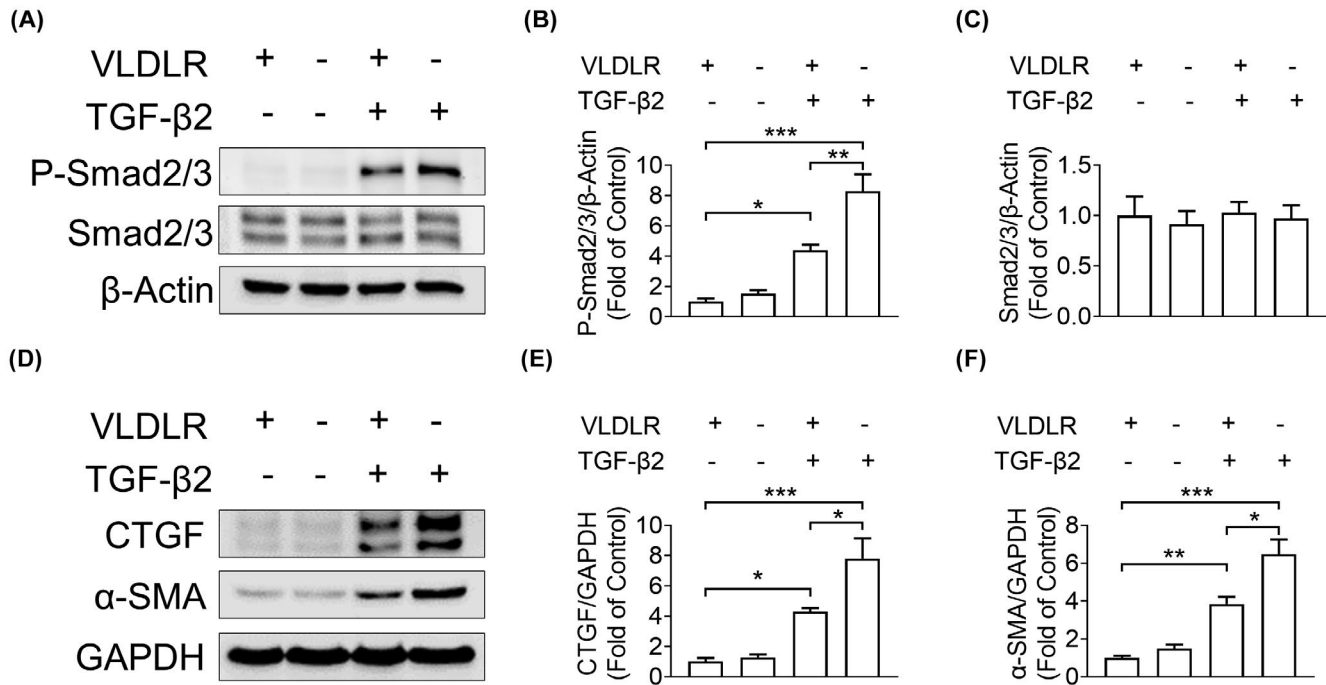 (A)
VLDLR + - + -
TGF-β2 - - + +
P-Smad2/3
Smad2/3
β-Actin
(B)
VLDLR + - + -
TGF-β2 - - + +
P-Smad2/3/β-Actin
(Fold of Control)
***
**
*
10
8
6
4
2
0
(C)
VLDLR + - + -
TGF-β2 - - + +
Smad2/3/β-Actin
(Fold of Control)
1.5
1.0
0.5
0.0
(D)
VLDLR + - + -
TGF-β2 - - + +
CTGF
α-SMA
GAPDH
(E)
VLDLR + - + -
TGF-β2 - - + +
CTGF/GAPDH
(Fold of Control)
***
*
*
10
8
6
4
2
0
(F)
VLDLR + - + -
TGF-β2 - - + +
α-SMA/GAPDH
(Fold of Control)
***
*
**
8
6
4
2
0